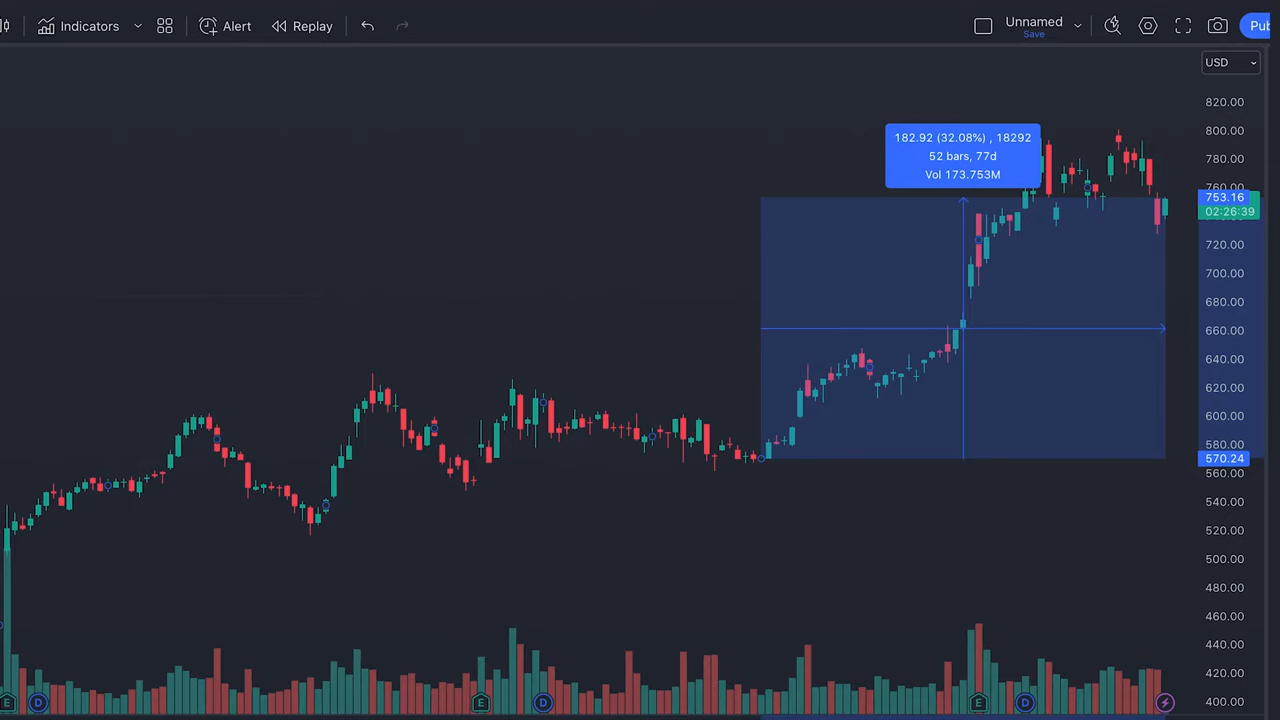 Indicators
Alert
Replay
Unnamed
Save
USD
820.00
800.00
780.00
760.00
753.16
02:26:39
720.00
700.00
680.00
660.00
640.00
620.00
600.00
580.00
570.24
560.00
540.00
520.00
500.00
480.00
460.00
440.00
420.00
400.00
182.92 (32.08%) , 18292
52 bars, 77d
Vol 173.753M
E
D
E
D
E
D